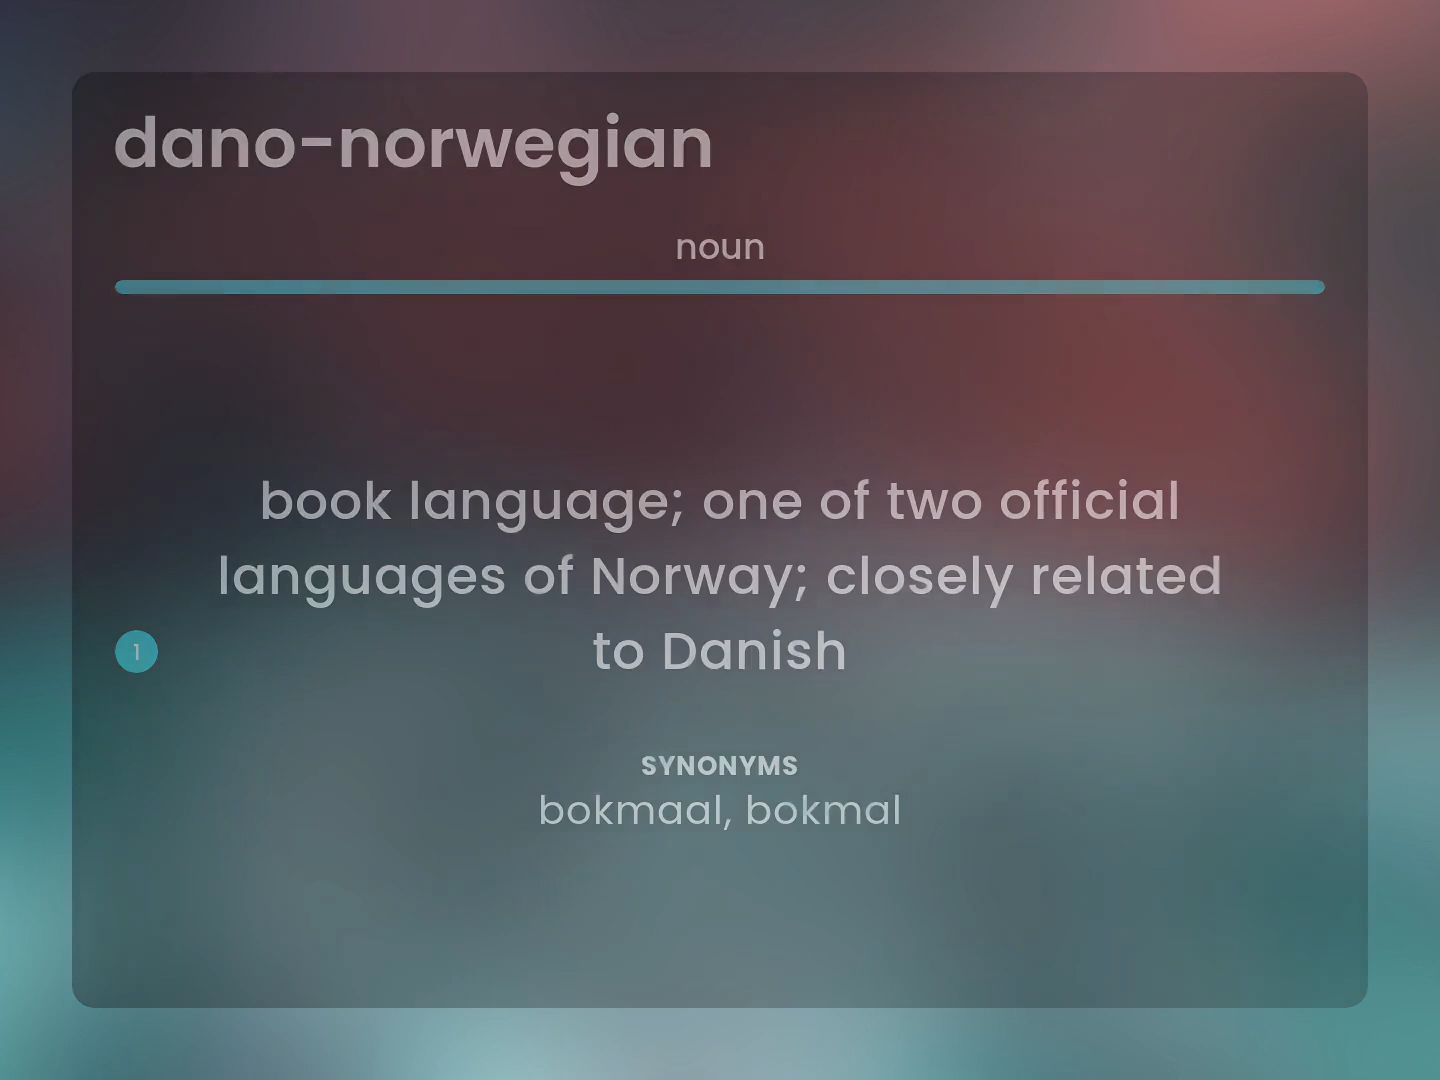 dano-norwegian
noun
book language; one of two official
languages of Norway; closely related
1 to Danish
SYNONYMS
bokmaal, bokmal